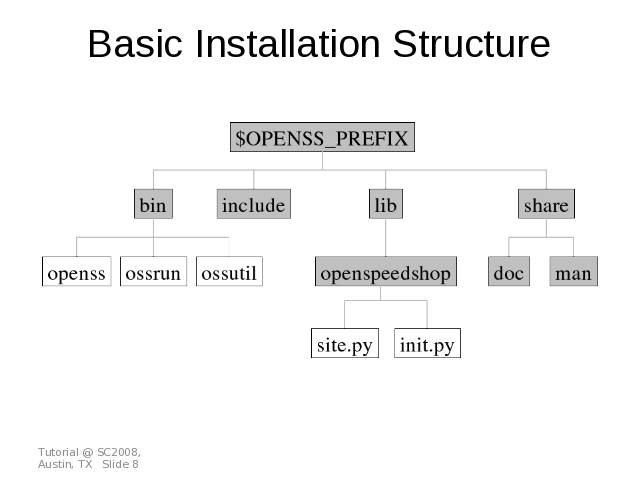 Basic Installation Structure
$OPENSS_PREFIX
bin include lib share
openss ossrun ossutil openspeedshop doc man
site.py init.py
Tutorial @ SC2008,
Austin, TX Slide 8